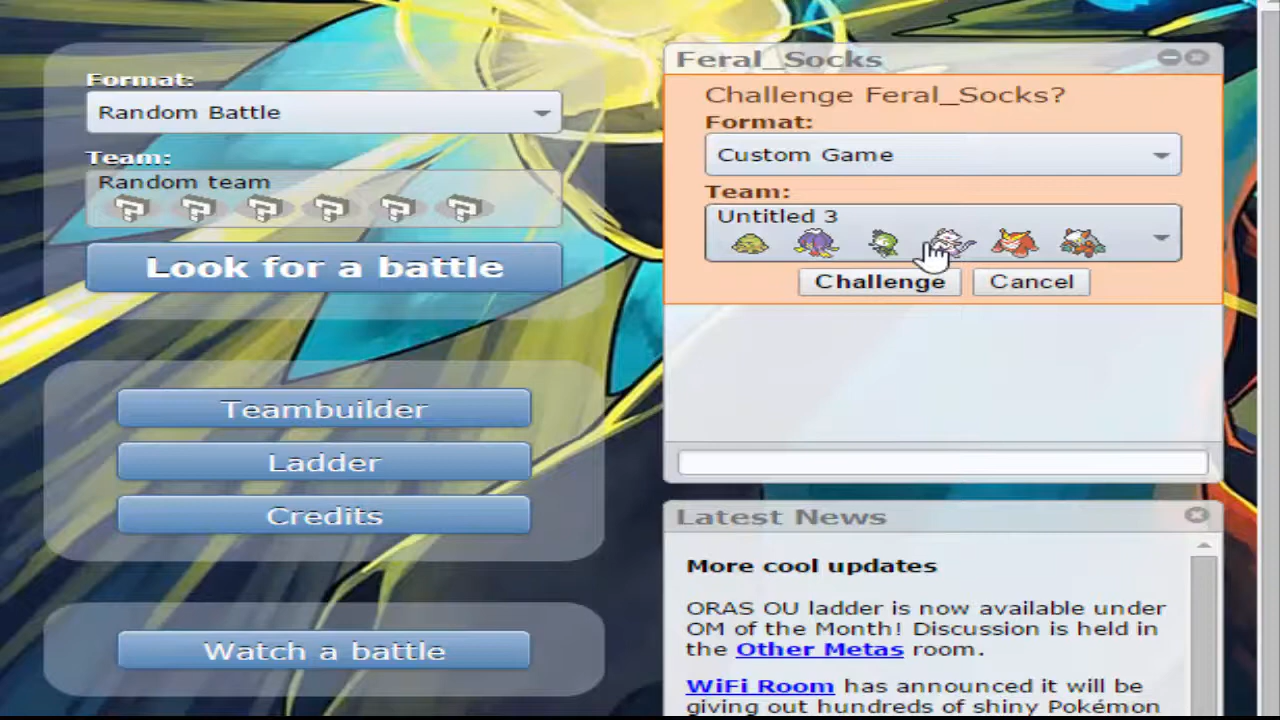 Format:
Random Battle
Team:
Random team
Look for a battle
Teambuilder
Ladder
Credits
Watch a battle
Feral_Socks
Challenge Feral_Socks?
Format:
Custom Game
Team:
Untitled 3
Challenge
Cancel
Latest News
More cool updates
ORAS OU ladder is now available under
OM of the Month! Discussion is held in
the Other Metas room.
WiFi Room has announced it will be
giving out hundreds of shiny Pokémon